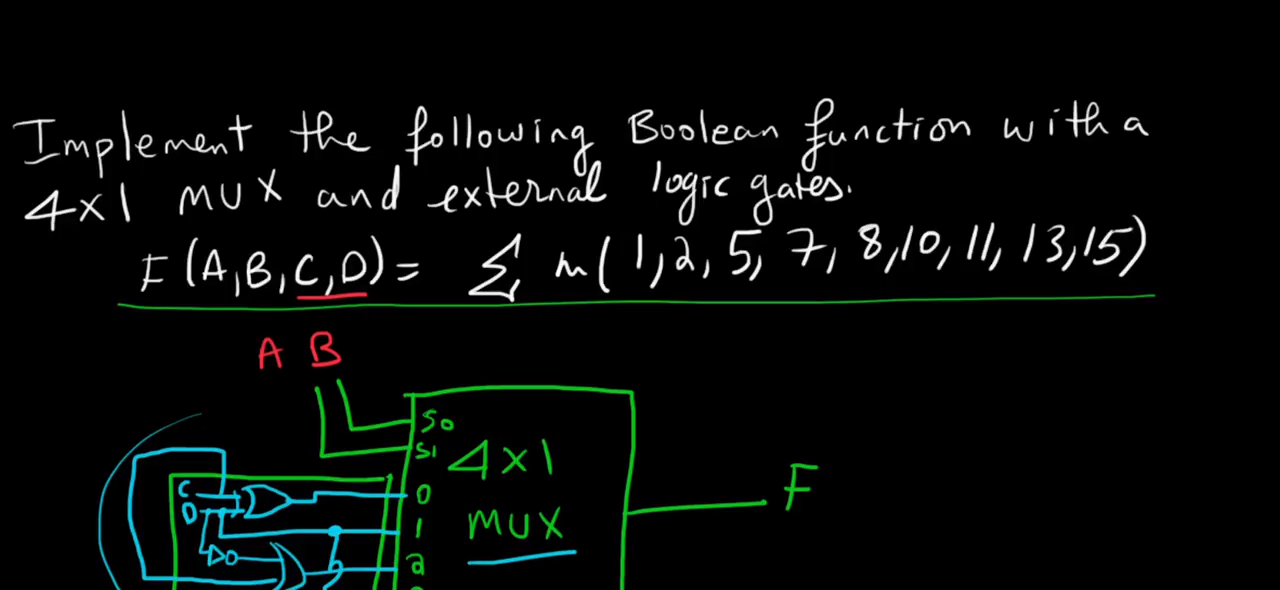 Implement the following Boolean function with a
4x1 MUX and external logic gates.
F (A,B,C,D) = Σ m( 1,2,5,7,8,10,11,13,15)
A B
S0
S1
4x1
F
C
0
D
1
MUX
2